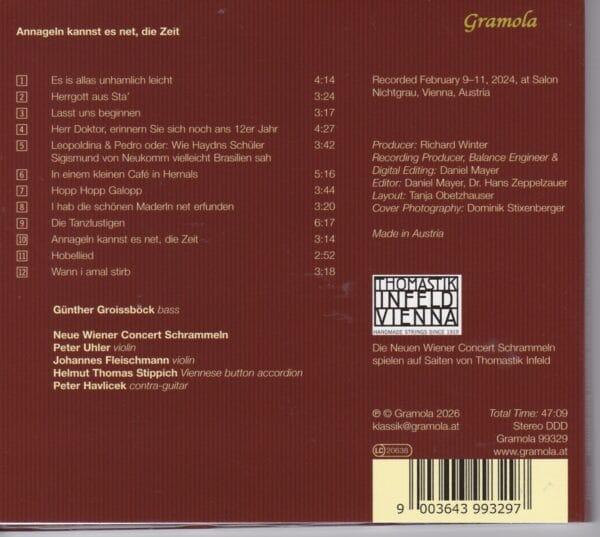 Annageln kannst es net, die Zeit
Gramola
1 Es is allas unhamlich leicht 4:14
2 Herrgott aus Sta' 3:24
3 Lasst uns beginnen 3:17
4 Herr Doktor, erinnern Sie sich noch ans 12er Jahr 4:27
5 Leopoldina & Pedro oder: Wie Haydns Schüler 3:42
Sigismund von Neukomm vielleicht Brasilien sah
6 In einem kleinen Café in Hernals 5:16
7 Hopp Hopp Galopp 3:44
8 I hab die schönen Maderln net erfunden 3:20
9 Die Tanzlustigen 6:17
10 Annageln kannst es net, die Zeit 3:14
11 Hobellied 2:52
12 Wann i amal stirb 3:18
Günther Groissböck bass
Neue Wiener Concert Schrammeln
Peter Uhler violin
Johannes Fleischmann violin
Helmut Thomas Stippich Viennese button accordion
Peter Havlicek contra-guitar
Recorded February 9–11, 2024, at Salon
Nichtgrau, Vienna, Austria
Producer: Richard Winter
Recording Producer, Balance Engineer &
Digital Editing: Daniel Mayer
Editor: Daniel Mayer, Dr. Hans Zeppelzauer
Layout: Tanja Obetzhauser
Cover Photography: Dominik Stixenberger
Made in Austria
THOMASTIK
INFELD
VIENNA
HANDMADE STRINGS SINCE 1919
Die Neuen Wiener Concert Schrammeln
spielen auf Saiten von Thomastik Infeld
℗ © Gramola 2026 Total Time: 47:09
klassik@gramola.at Stereo DDD
Gramola 99329
LC 20638 www.gramola.at
9 003643 993297